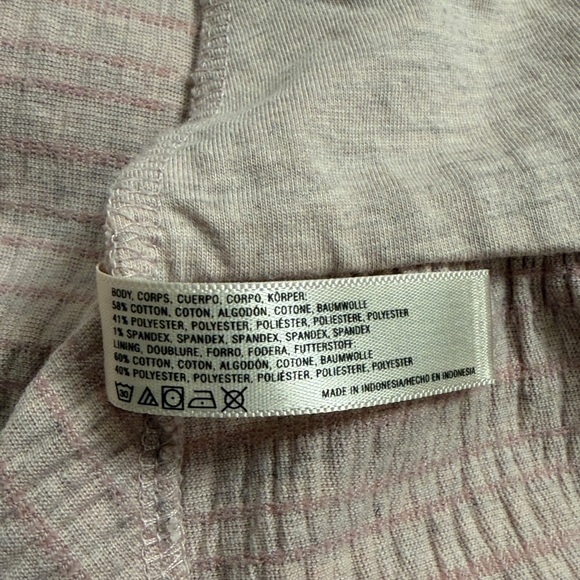 BODY, CORPS, CUERPO, CORPO, KÖRPER:
58% COTTON, COTON, ALGODÓN, COTONE, BAUMWOLLE
41% POLYESTER, POLYESTER, POLIÉSTER, POLIESTERE, POLYESTER
1% SPANDEX, SPANDEX, SPANDEX, SPANDEX, SPANDEX
LINING, DOUBLURE, FORRO, FODERA, FUTTERSTOFF:
60% COTTON, COTON, ALGODÓN, COTONE, BAUMWOLLE
40% POLYESTER, POLYESTER, POLIÉSTER, POLIESTERE, POLYESTER
30
MADE IN INDONESIA/HECHO EN INDONESIA